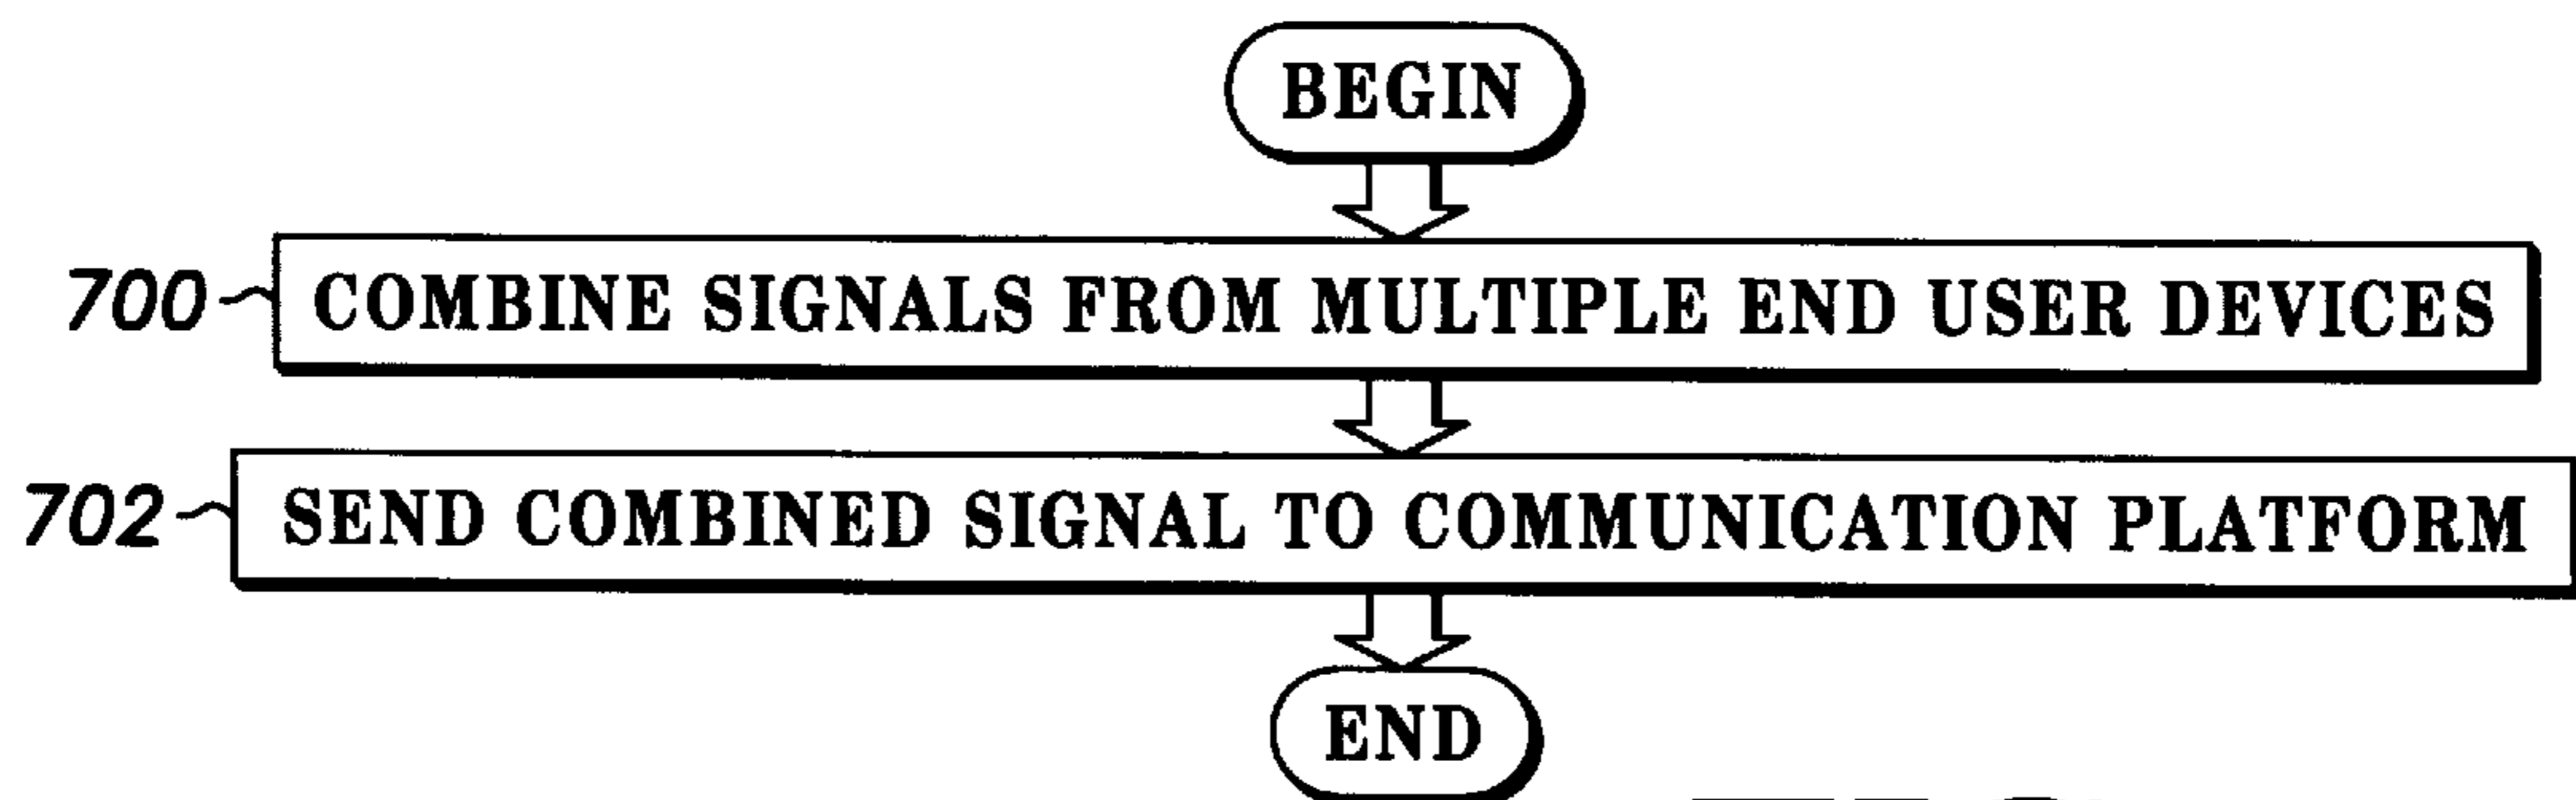 BEGIN
700 COMBINE SIGNALS FROM MULTIPLE END USER DEVICES
702 SEND COMBINED SIGNAL TO COMMUNICATION PLATFORM
END